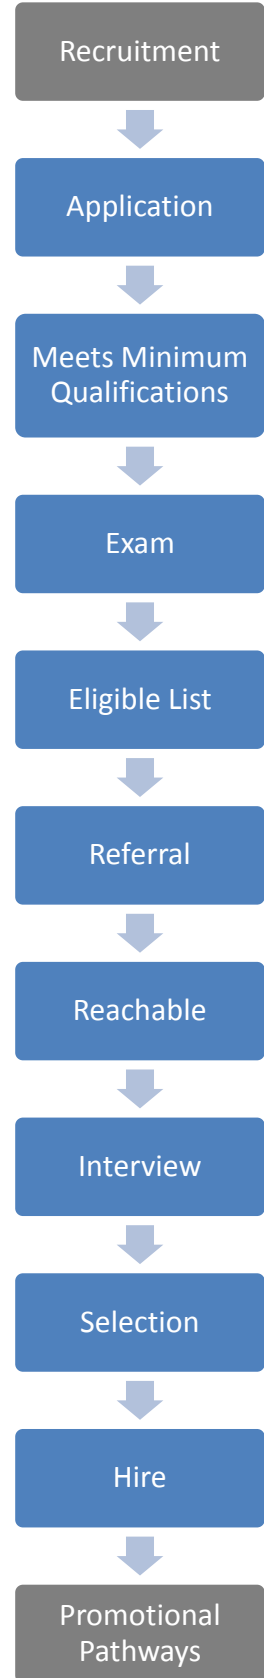 Recruitment
Application
Meets Minimum
Qualifications
Exam
Eligible List
Referral
Reachable
Interview
Selection
Hire
Promotional
Pathways